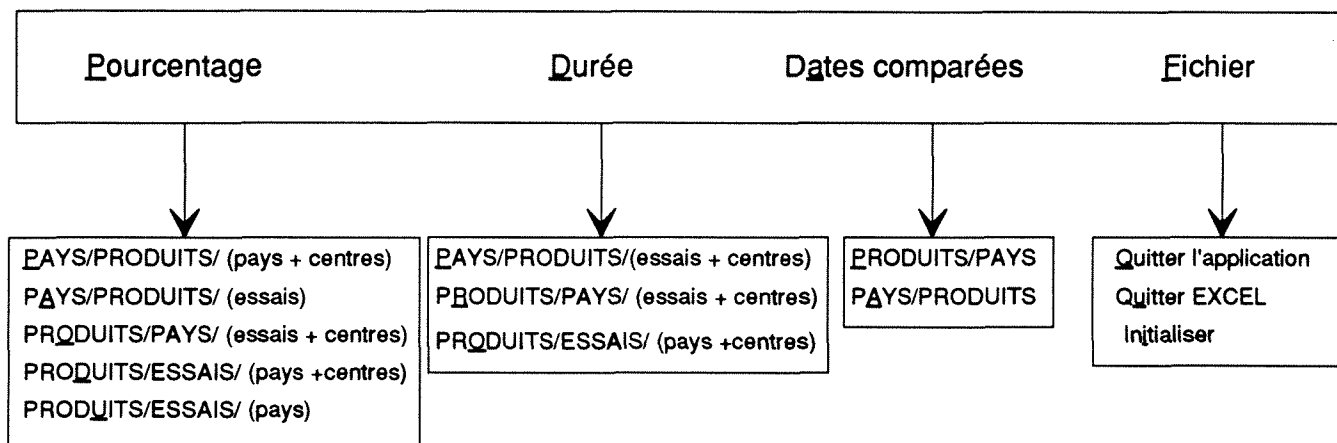 Pourcentage Durée Dates comparées Fichier
PAYS/PRODUITS/ (pays + centres)
PAYS/PRODUITS/ (essais)
PRODUITS/PAYS/ (essais + centres)
PRODUITS/ESSAIS/ (pays +centres)
PRODUITS/ESSAIS/ (pays)
PAYS/PRODUITS/(essais + centres)
PRODUITS/PAYS/ (essais + centres)
PRODUITS/ESSAIS/ (pays +centres)
PRODUITS/PAYS
PAYS/PRODUITS
Quitter l'application
Quitter EXCEL
Initialiser